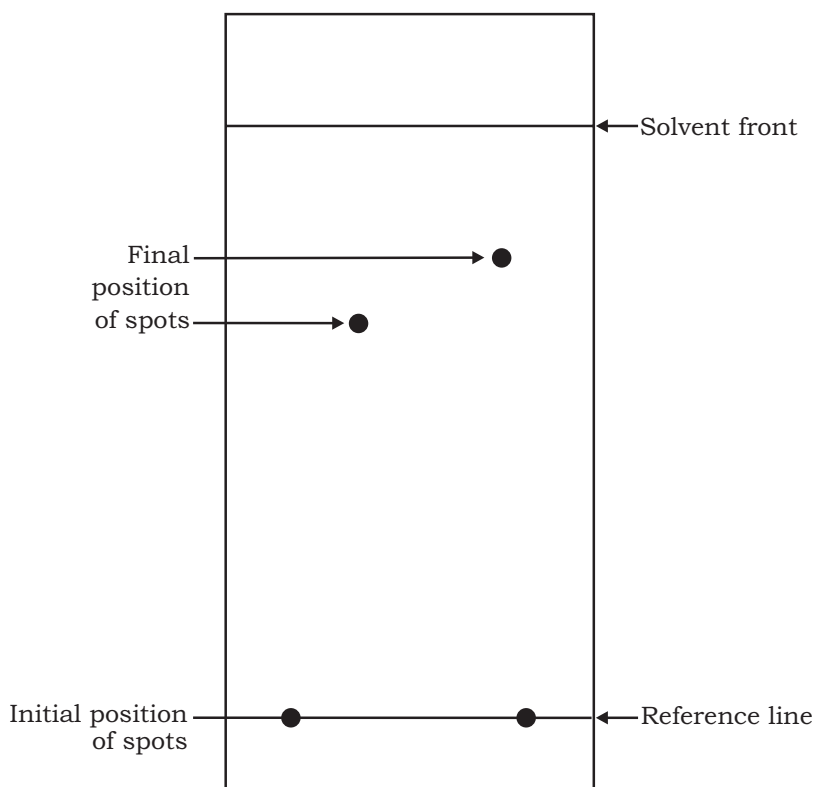 Solvent front
Final
position
of spots
Initial position
of spots
Reference line